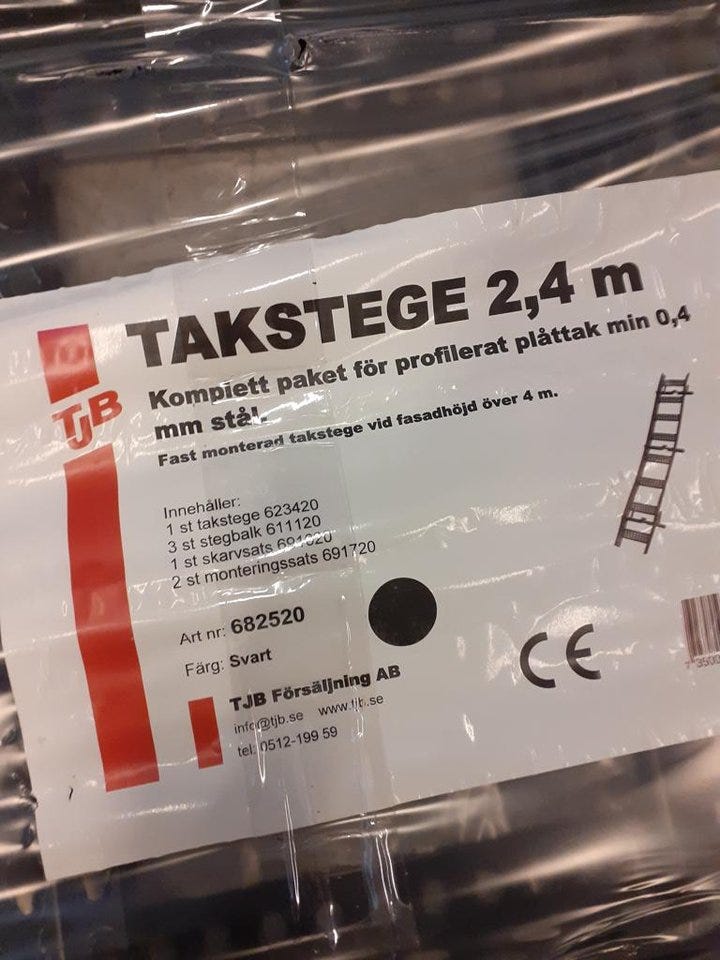 TJB
TAKSTEGE 2,4 m
Komplett paket för profilerat plåttak min 0,4
mm stål.
Fast monterad takstege vid fasadhöjd över 4 m.
Innehåller:
1 st takstege 623420
3 st stegbalk 611120
1 st skarvsats 691020
2 st monteringssats 691720
Art nr: 682520
Färg: Svart
CE
TJB Försäljning AB
info@tjb.se www.tjb.se
tel: 0512-199 59